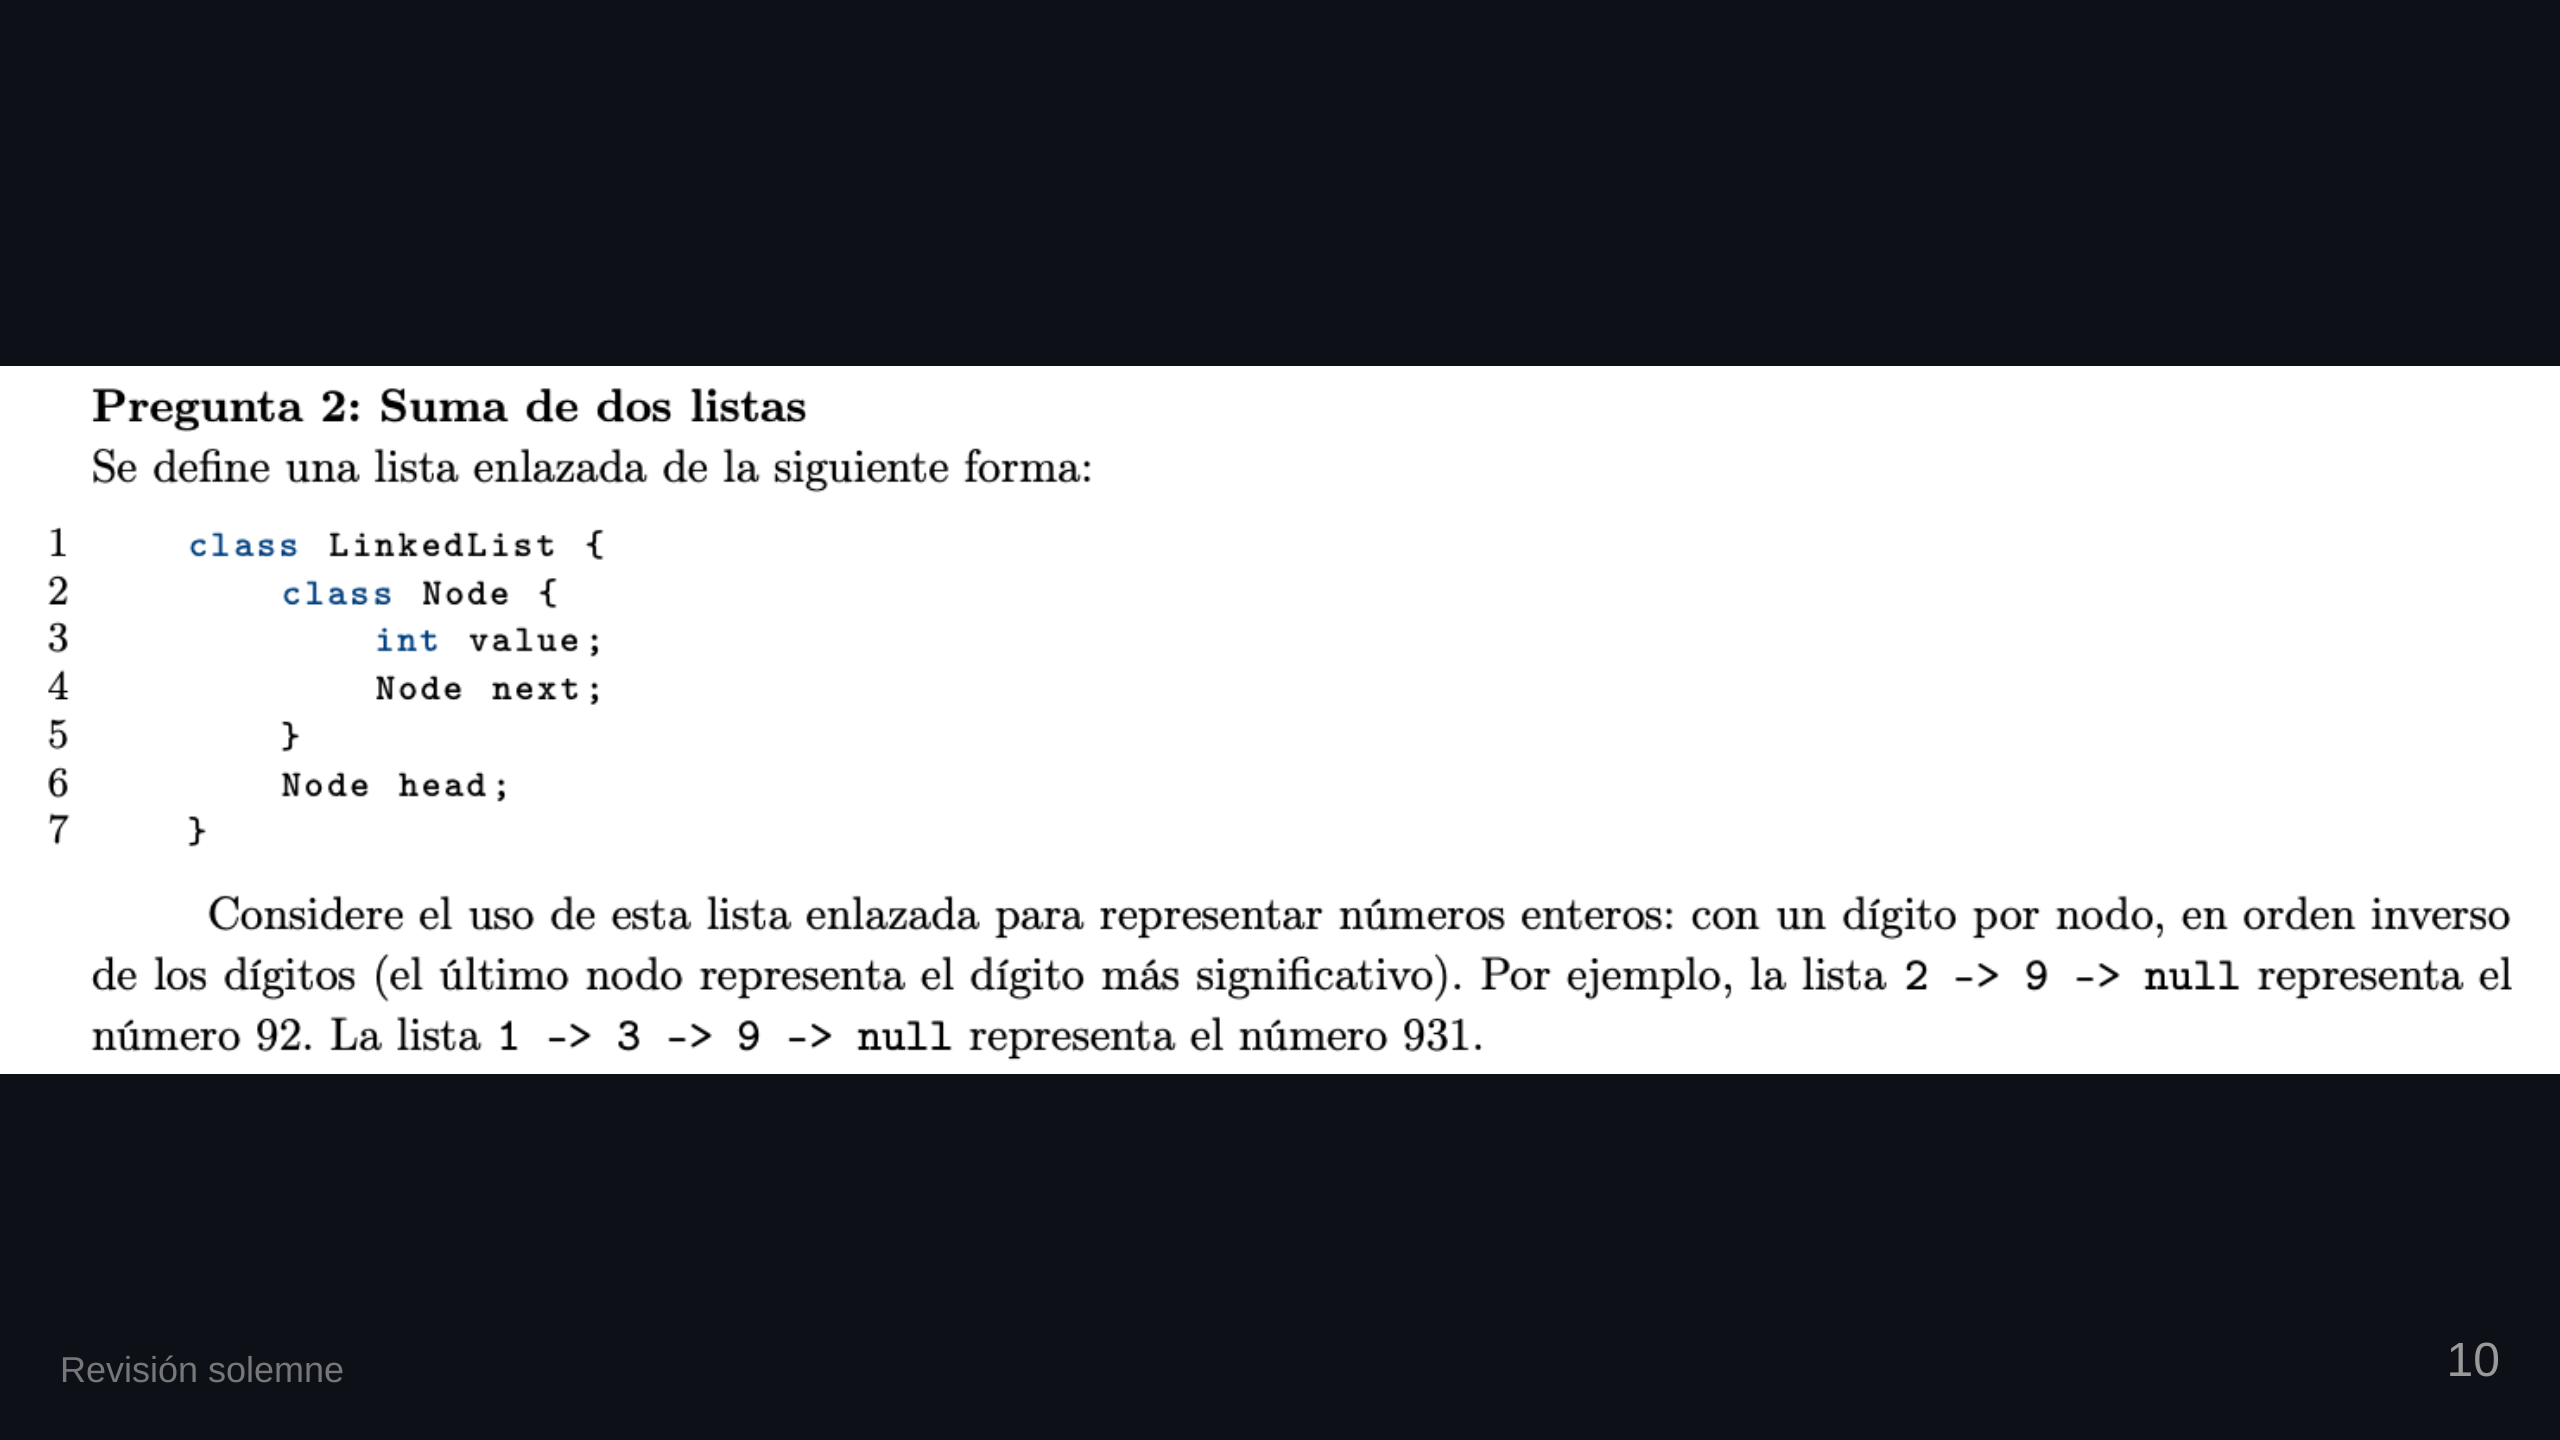 Pregunta 2: Suma de dos listas
Se define una lista enlazada de la siguiente forma:
1 class LinkedList {
2 class Node {
3 int value;
4 Node next;
5 }
6 Node head;
7 }
Considere el uso de esta lista enlazada para representar números enteros: con un dígito por nodo, en orden inverso
de los dígitos (el último nodo representa el dígito más significativo). Por ejemplo, la lista 2 -> 9 -> null representa el
número 92. La lista 1 -> 3 -> 9 -> null representa el número 931.
Revisión solemne
10